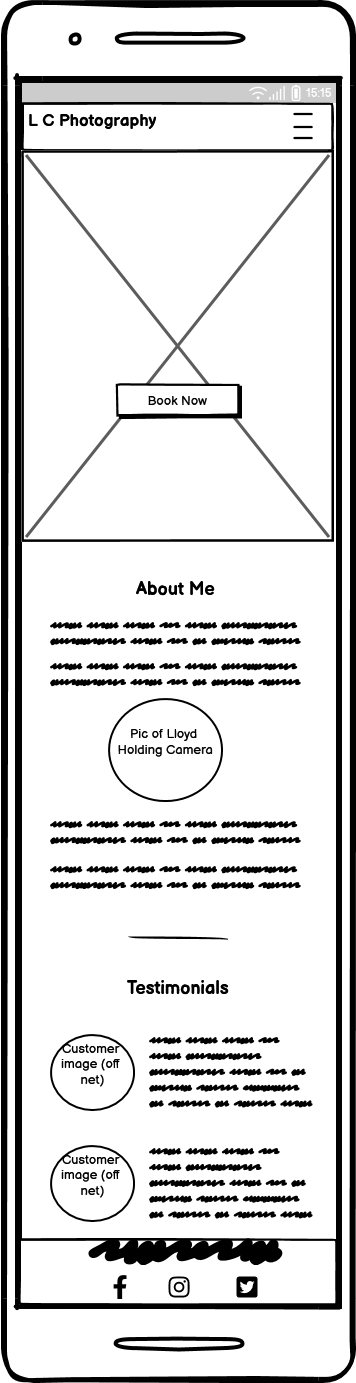 15:15
L C Photography
Book Now
About Me
Pic of Lloyd
Holding Camera
Testimonials
Customer
image (off
net)
Customer
image (off
net)